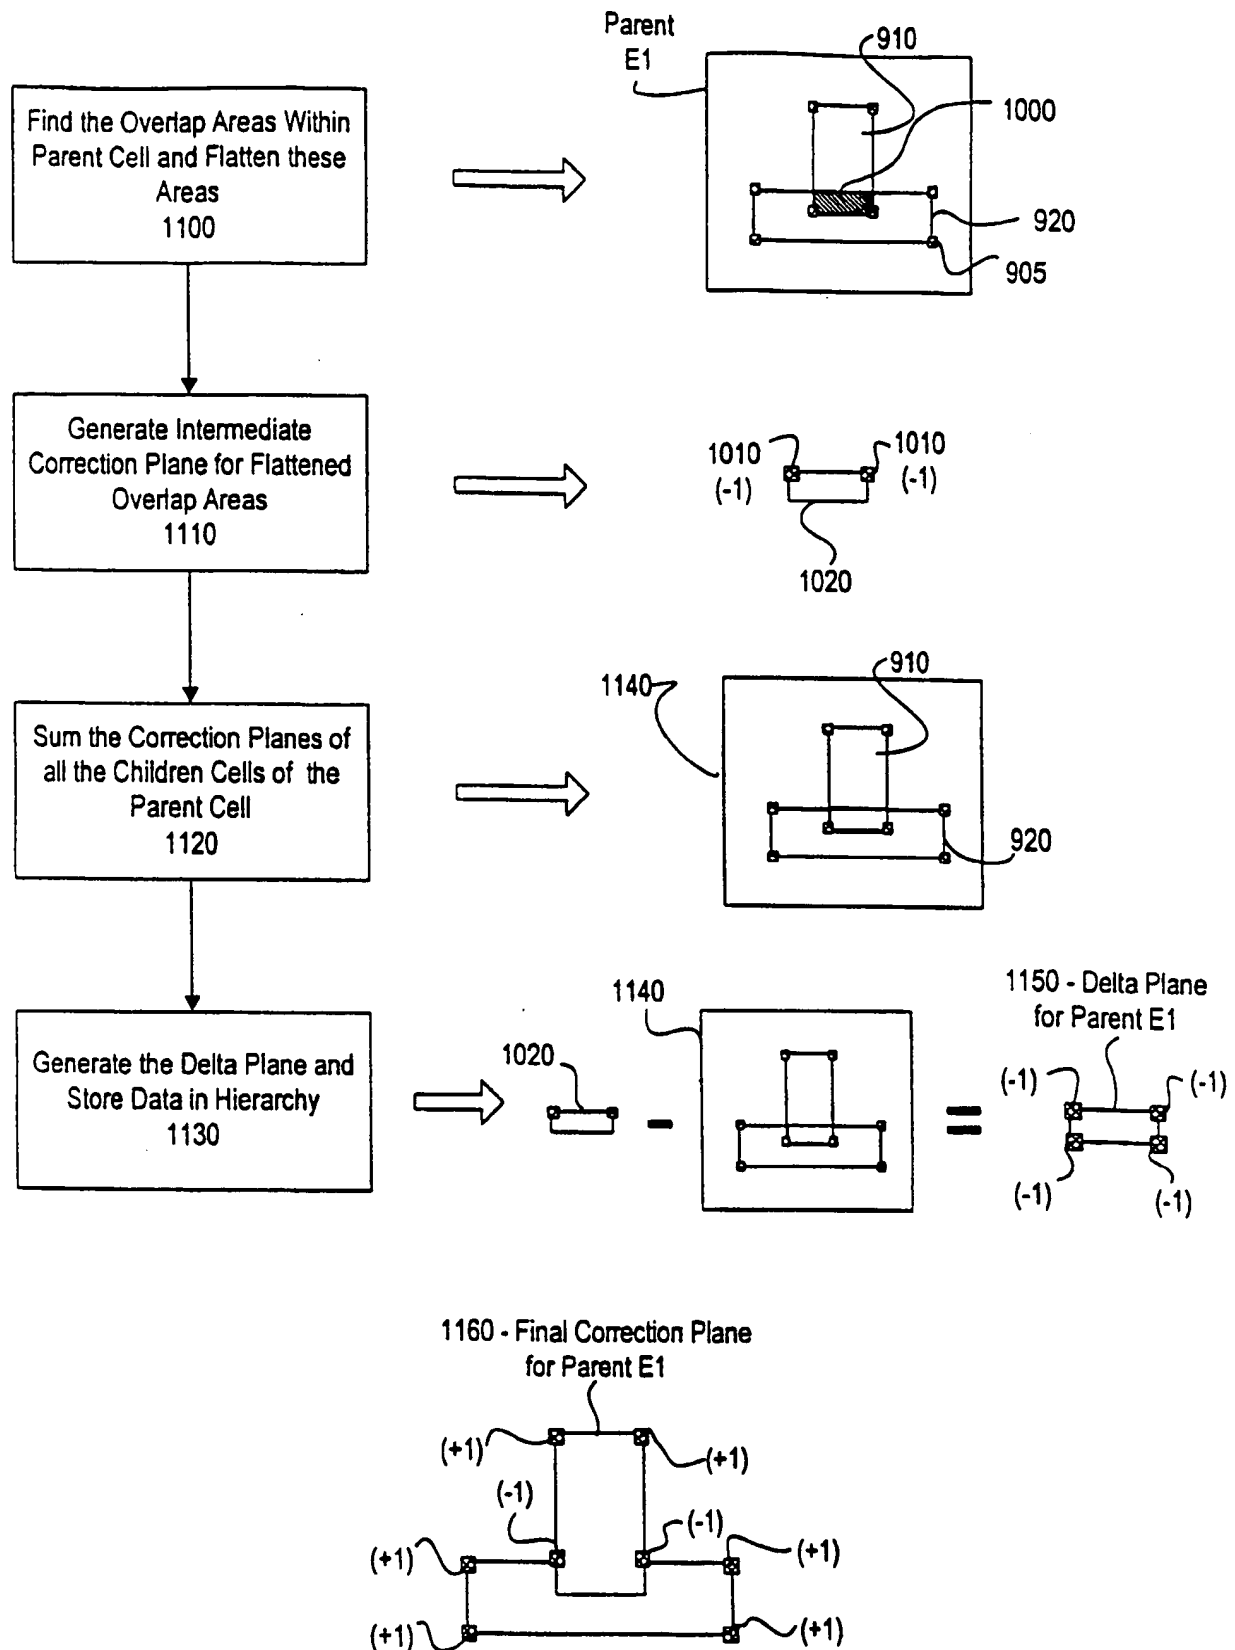 Parent
E1
910
1000
Find the Overlap Areas Within
Parent Cell and Flatten these
Areas
1100
920
905
Generate Intermediate
Correction Plane for Flattened
Overlap Areas
1110
1010
(-1)
1010
(-1)
1020
Sum the Correction Planes of
all the Children Cells of the
Parent Cell
1120
1140
910
920
Generate the Delta Plane and
Store Data in Hierarchy
1130
1020
1140
-
=
1150 - Delta Plane
for Parent E1
(-1)
(-1)
(-1)
(-1)
1160 - Final Correction Plane
for Parent E1
(+1)
(+1)
(-1)
(-1)
(+1)
(+1)
(+1)
(+1)